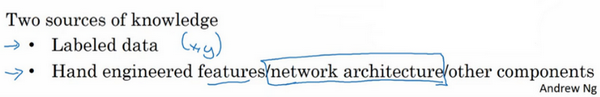 Two sources of knowledge
→ • Labeled data (x,y)
→ • Hand engineered features/network architecture/other components
Andrew Ng